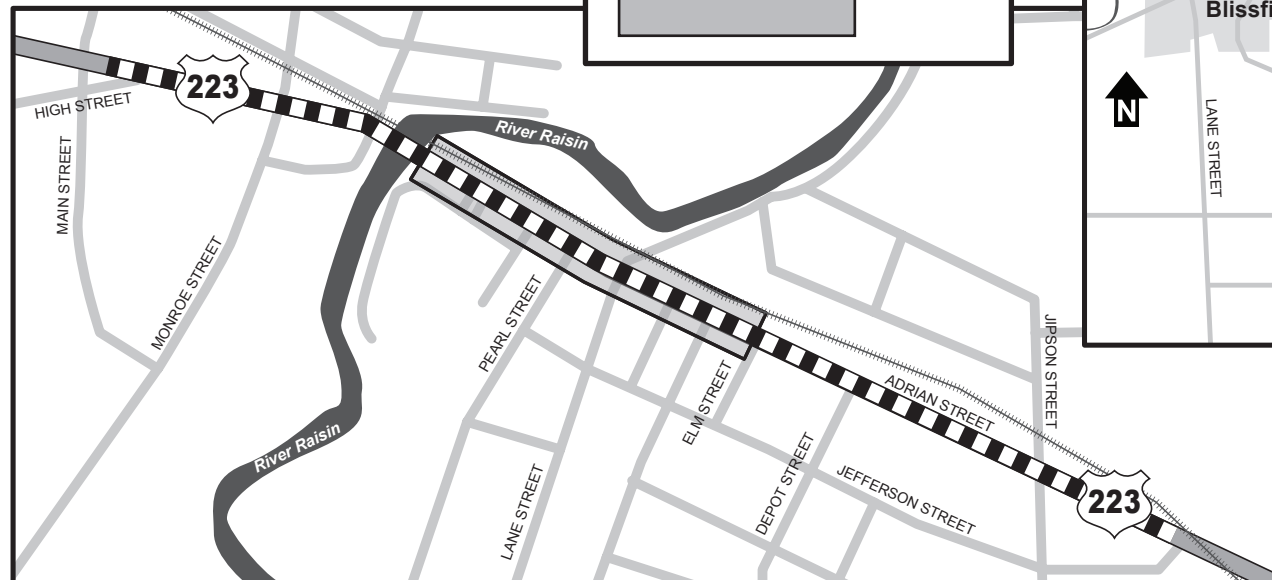 Blissfi
223
HIGH STREET
River Raisin
N
LANE STREET
MAIN STREET
MONROE STREET
PEARL STREET
JIPSON STREET
ADRIAN STREET
ELM STREET
River Raisin
DEPOT STREET
JEFFERSON STREET
LANE STREET
223